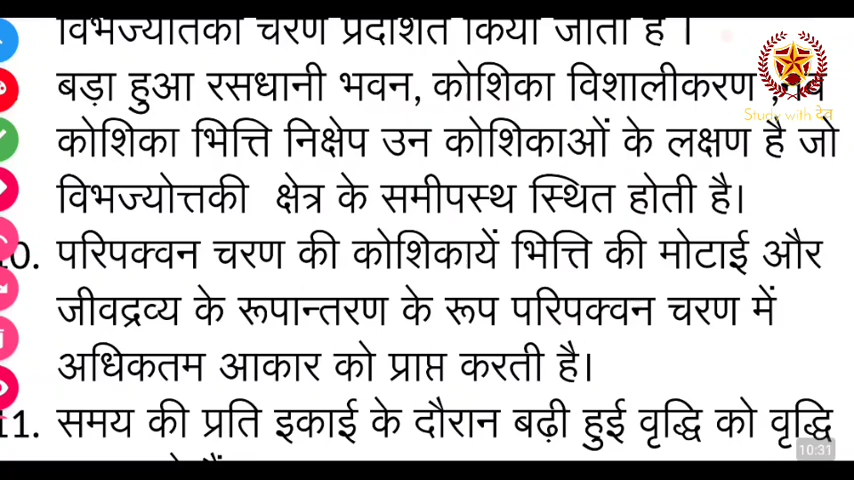 विभज्योतकी चरण प्रदर्शित किया जाता है ।
बड़ा हुआ रसधानी भवन, कोशिका विशालीकरण , व
Study with देव
कोशिका भित्ति निक्षेप उन कोशिकाओं के लक्षण है जो
विभज्योत्तकी क्षेत्र के समीपस्थ स्थित होती है।
0. परिपक्वन चरण की कोशिकायें भित्ति की मोटाई और
जीवद्रव्य के रूपान्तरण के रूप परिपक्वन चरण में
अधिकतम आकार को प्राप्त करती है।
11. समय की प्रति इकाई के दौरान बढ़ी हुई वृद्धि को वृद्धि
10:31